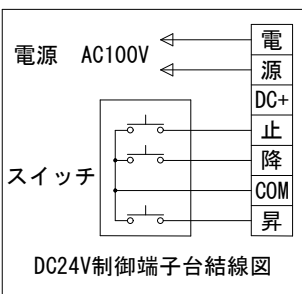 電源 AC100V
電
源
DC+
止
降
COM
昇
スイッチ
DC24V制御端子台結線図